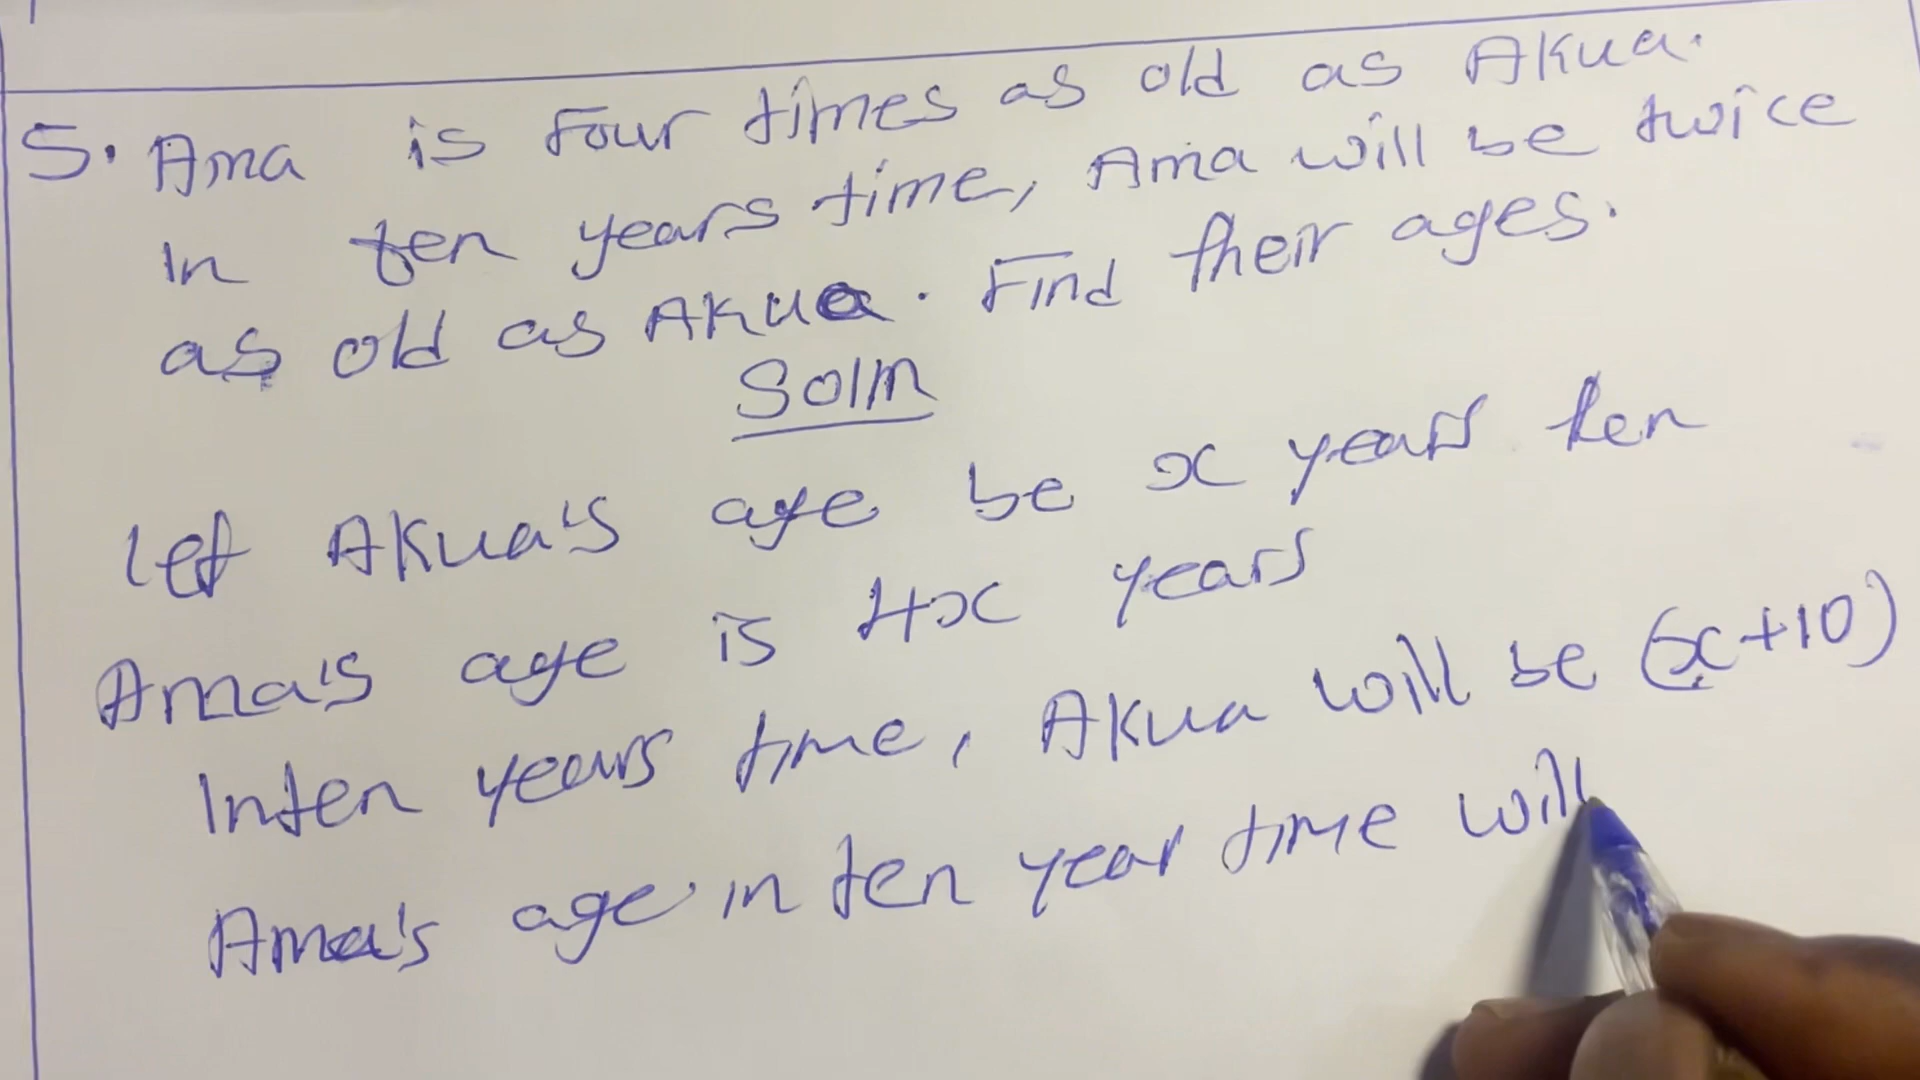 5. Ama is Four times as old as Akua.
In ten years time, Ama will be twice
as old as Akua. Find their ages.
Soln
Let Akua's age be x years then
Ama's age is 4x years
In ten years time, Akua will be (x+10)
Ama's age in ten year time will